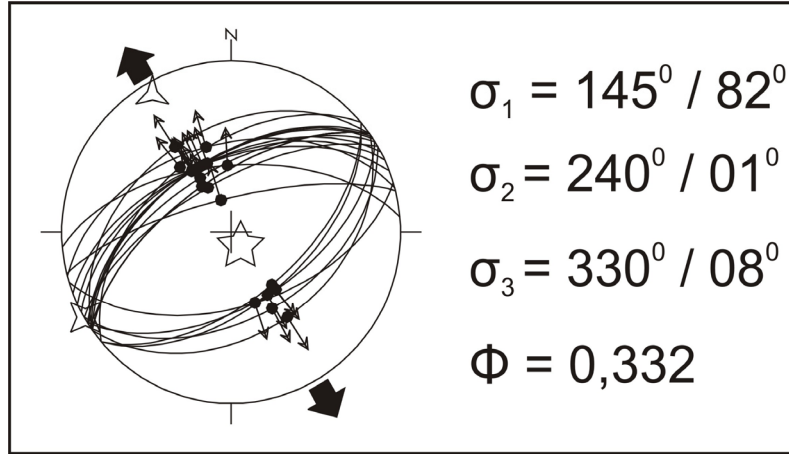 N
σ₁ = 145⁰ / 82⁰
σ₂ = 240⁰ / 01⁰
σ₃ = 330⁰ / 08⁰
Φ = 0,332